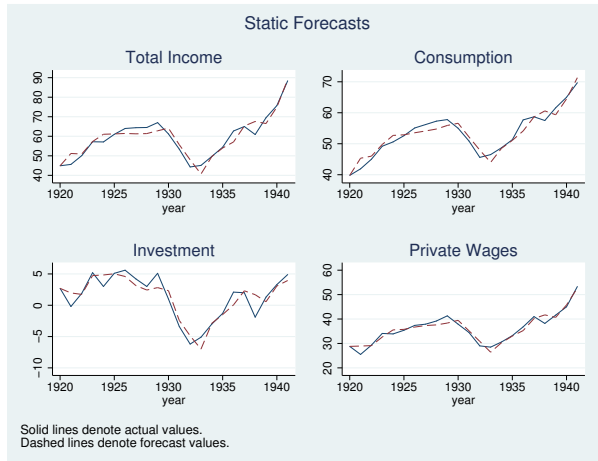 Static Forecasts
Total Income
90
80
70
60
50
40
1920 1925 1930 1935 1940
year
Consumption
70
60
50
40
1920 1925 1930 1935 1940
year
Investment
5
0
−5
−10
1920 1925 1930 1935 1940
year
Private Wages
60
50
40
30
20
1920 1925 1930 1935 1940
year
Solid lines denote actual values.
Dashed lines denote forecast values.